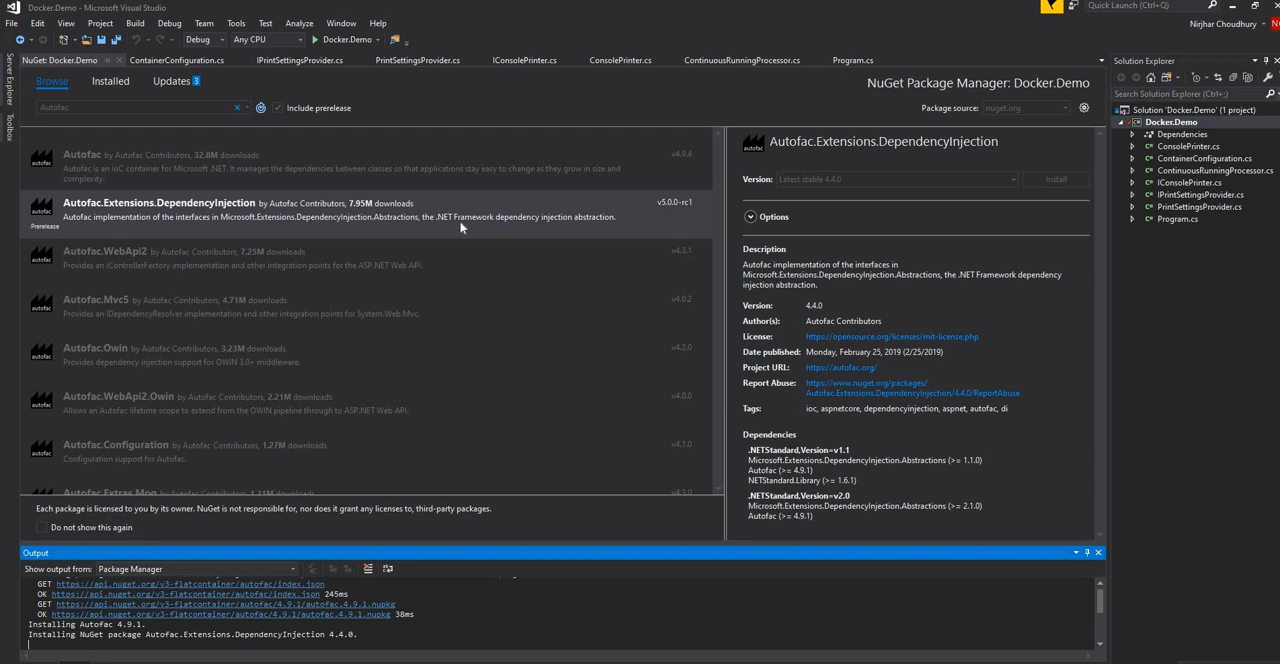 Docker.Demo - Microsoft Visual Studio
Quick Launch (Ctrl+Q)
File Edit View Project Build Debug Team Tools Test Analyze Window Help
Nirjhar Choudhury
Debug Any CPU Docker.Demo
Server Explorer
Toolbox
NuGet: Docker.Demo ContainerConfiguration.cs IPrintSettingsProvider.cs PrintSettingsProvider.cs IConsolePrinter.cs ConsolePrinter.cs ContinuousRunningProcessor.cs Program.cs
Browse Installed Updates 3
NuGet Package Manager: Docker.Demo
Autofac
Include prerelease
Package source: nuget.org
Autofac by Autofac Contributors, 32.8M downloads v4.9.4
Autofac is an IoC container for Microsoft .NET. It manages the dependencies between classes so that applications stay easy to change as they grow in size and
complexity.
Autofac.Extensions.DependencyInjection by Autofac Contributors, 7.95M downloads v5.0.0-rc1
Autofac implementation of the interfaces in Microsoft.Extensions.DependencyInjection.Abstractions, the .NET Framework dependency injection abstraction.
Prerelease
Autofac.WebApi2 by Autofac Contributors, 7.25M downloads v4.3.1
Provides an IControllerFactory implementation and other integration points for the ASP.NET Web API.
Autofac.Mvc5 by Autofac Contributors, 4.71M downloads v4.0.2
Provides an IDependencyResolver implementation and other integration points for System.Web.Mvc.
Autofac.Owin by Autofac Contributors, 3.23M downloads v4.2.0
Provides dependency injection support for OWIN 3.0+ middleware.
Autofac.WebApi2.Owin by Autofac Contributors, 2.21M downloads v4.0.0
Allows an Autofac lifetime scope to extend from the OWIN pipeline through to ASP.NET Web API.
Autofac.Configuration by Autofac Contributors, 1.27M downloads v4.1.0
Configuration support for Autofac.
Autofac.Extras.Moq by Autofac Contributors, 1.21M downloads v4.3.0
Each package is licensed to you by its owner. NuGet is not responsible for, nor does it grant any licenses to, third-party packages.
Do not show this again
Autofac.Extensions.DependencyInjection
Version: Latest stable 4.4.0 Install
Options
Description
Autofac implementation of the interfaces in
Microsoft.Extensions.DependencyInjection.Abstractions, the .NET Framework dependency
injection abstraction.
Version: 4.4.0
Author(s): Autofac Contributors
License: https://opensource.org/licenses/mit-license.php
Date published: Monday, February 25, 2019 (2/25/2019)
Project URL: https://autofac.org/
Report Abuse: https://www.nuget.org/packages/
Autofac.Extensions.DependencyInjection/4.4.0/ReportAbuse
Tags: ioc, aspnetcore, dependencyinjection, aspnet, autofac, di
Dependencies
.NETStandard,Version=v1.1
Microsoft.Extensions.DependencyInjection.Abstractions (>= 1.1.0)
Autofac (>= 4.9.1)
NETStandard.Library (>= 1.6.1)
.NETStandard,Version=v2.0
Microsoft.Extensions.DependencyInjection.Abstractions (>= 2.1.0)
Autofac (>= 4.9.1)
Solution Explorer
Search Solution Explorer (Ctrl+;)
Solution 'Docker.Demo' (1 project)
Docker.Demo
Dependencies
ConsolePrinter.cs
ContainerConfiguration.cs
ContinuousRunningProcessor.cs
IConsolePrinter.cs
IPrintSettingsProvider.cs
PrintSettingsProvider.cs
Program.cs
Output
Show output from: Package Manager
GET https://api.nuget.org/v3-flatcontainer/autofac/index.json
OK https://api.nuget.org/v3-flatcontainer/autofac/index.json 245ms
GET https://api.nuget.org/v3-flatcontainer/autofac/4.9.1/autofac.4.9.1.nupkg
OK https://api.nuget.org/v3-flatcontainer/autofac/4.9.1/autofac.4.9.1.nupkg 38ms
Installing Autofac 4.9.1.
Installing NuGet package Autofac.Extensions.DependencyInjection 4.4.0.